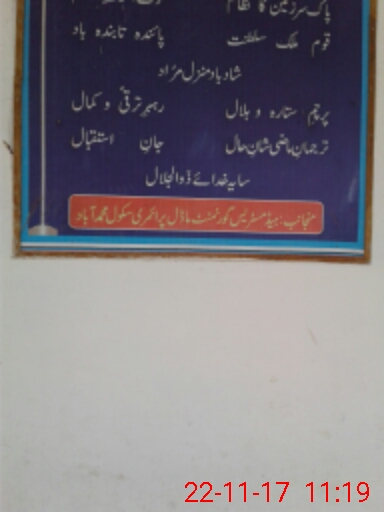 پاک سرزمین کا نظام
قوم ملک سلطنت پائندہ تابندہ باد
شاد باد منزل مراد
پرچم ستارہ و ہلال رہبر ترقی و کمال
ترجمان ماضی شان حال جان استقبال
سایہ خدائے ذوالجلال
منجانب: ہیڈ مسٹریس گورنمنٹ ماڈل پرائمری سکول محمد آباد
22-11-17 11:19